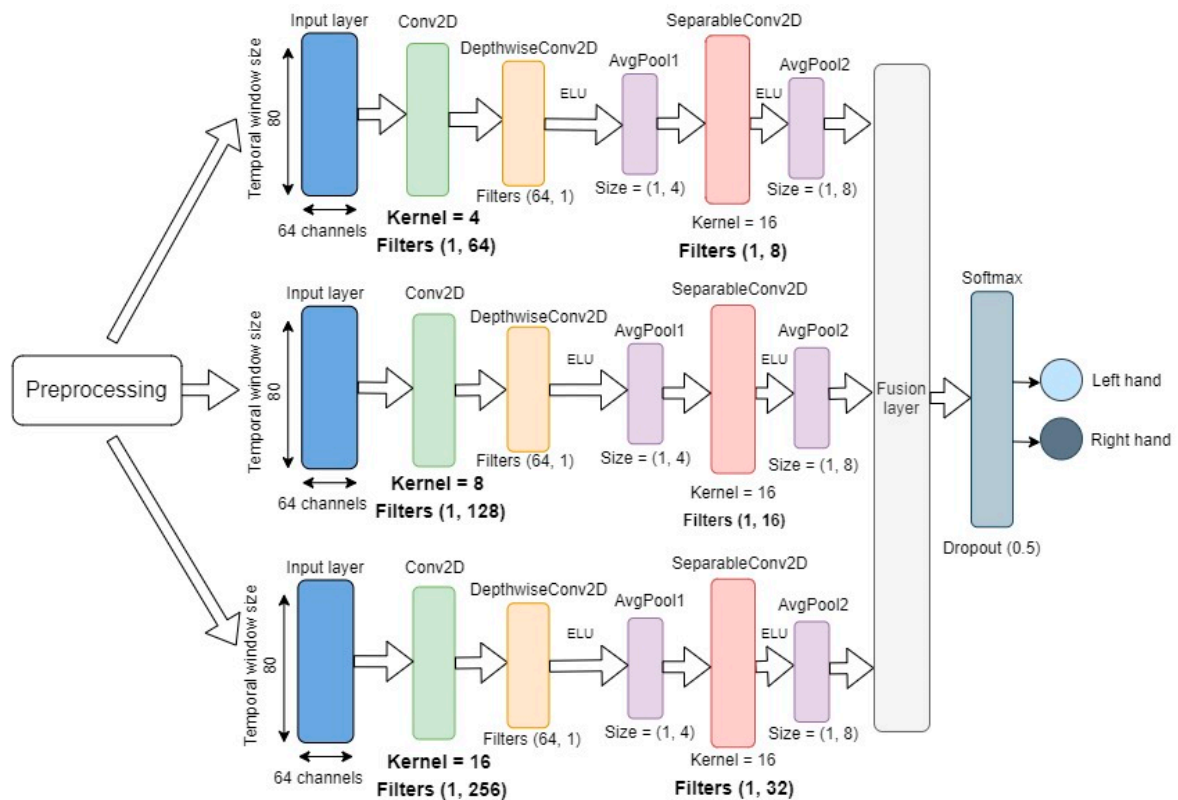 Preprocessing
Input layer
Conv2D
DepthwiseConv2D
ELU
AvgPool1
SeparableConv2D
ELU
AvgPool2
Temporal window size
80
64 channels
Kernel = 4
Filters (1, 64)
Filters (64, 1)
Size = (1, 4)
Kernel = 16
Filters (1, 8)
Size = (1, 8)
Input layer
Conv2D
DepthwiseConv2D
ELU
AvgPool1
SeparableConv2D
ELU
AvgPool2
Temporal window size
80
64 channels
Kernel = 8
Filters (1, 128)
Filters (64, 1)
Size = (1, 4)
Kernel = 16
Filters (1, 16)
Size = (1, 8)
Input layer
Conv2D
DepthwiseConv2D
ELU
AvgPool1
SeparableConv2D
ELU
AvgPool2
Temporal window size
80
64 channels
Kernel = 16
Filters (1, 256)
Filters (64, 1)
Size = (1, 4)
Kernel = 16
Filters (1, 32)
Size = (1, 8)
Fusion
layer
Softmax
Dropout (0.5)
Left hand
Right hand